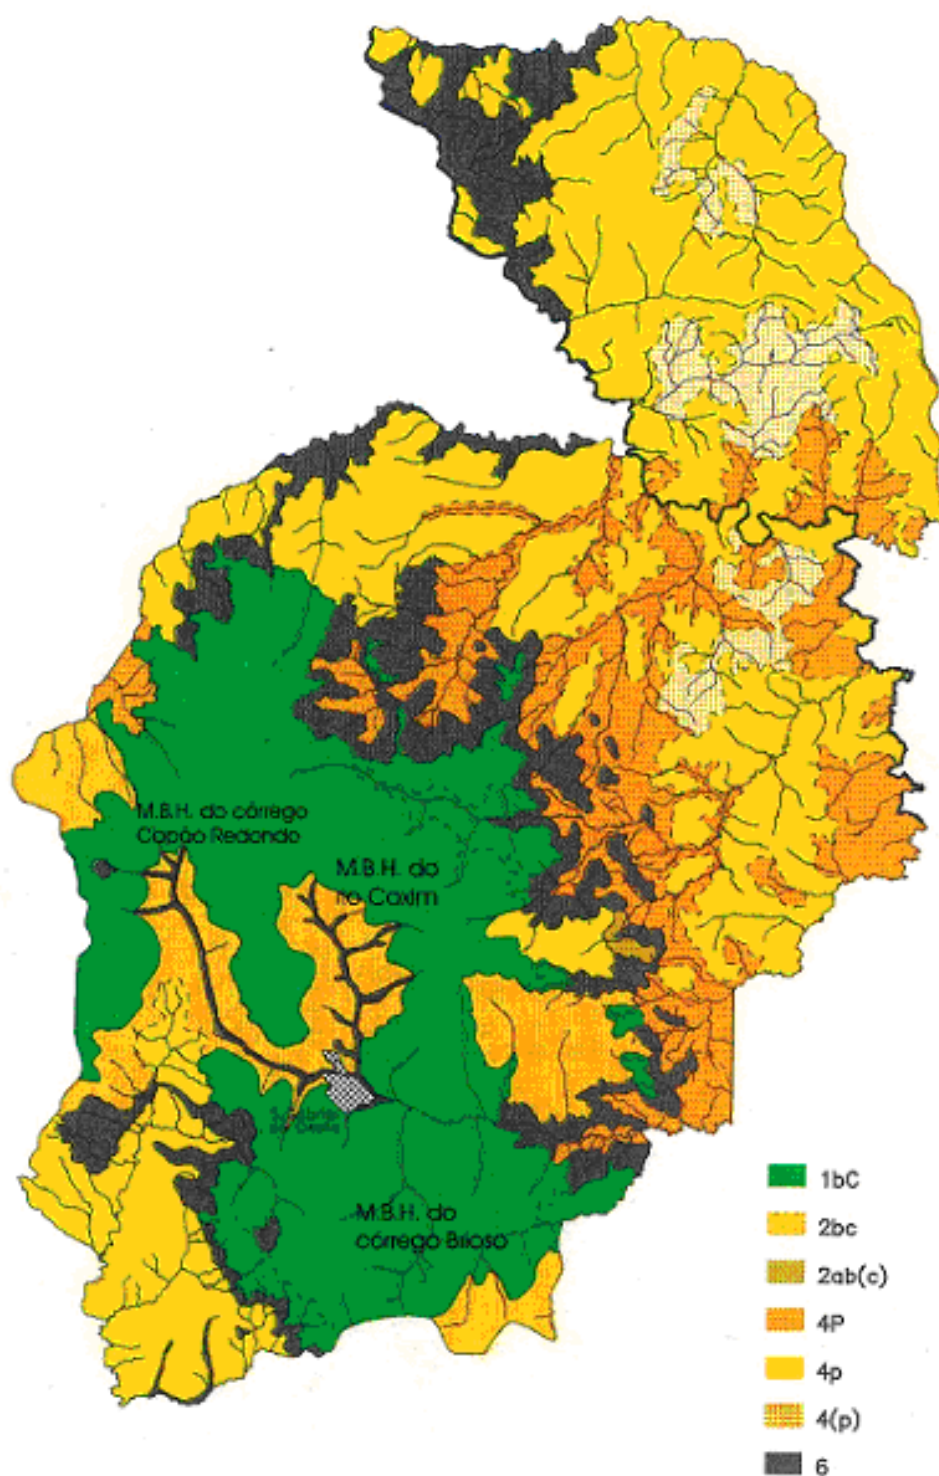 M.B.H. do córrego
Capão Redondo
M.B.H. do
rio Coxim
M.B.H. do
córrego Brioso
1bC
2bc
2ab(c)
4P
4p
4(p)
6